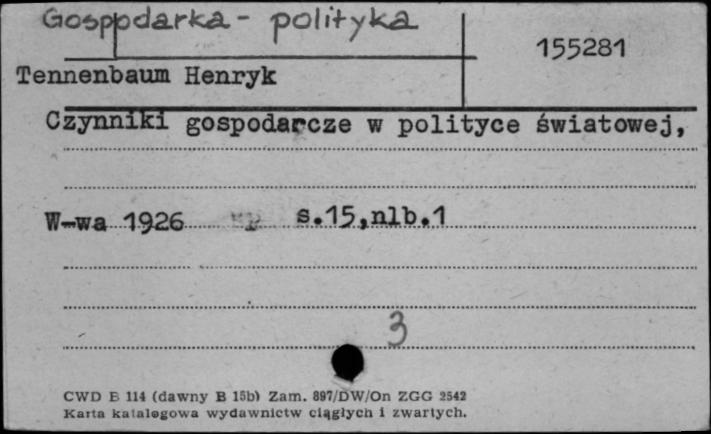 Gospodarka - polityka
155281
Tennenbaum Henryk
Czynniki gospodarcze w polityce światowej,
W-wa 1926 s.15,nlb.1
3
CWD B 114 (dawny B 15b) Zam. 897/DW/On ZGG 2542
Karta katalogowa wydawnictw ciągłych i zwartych.